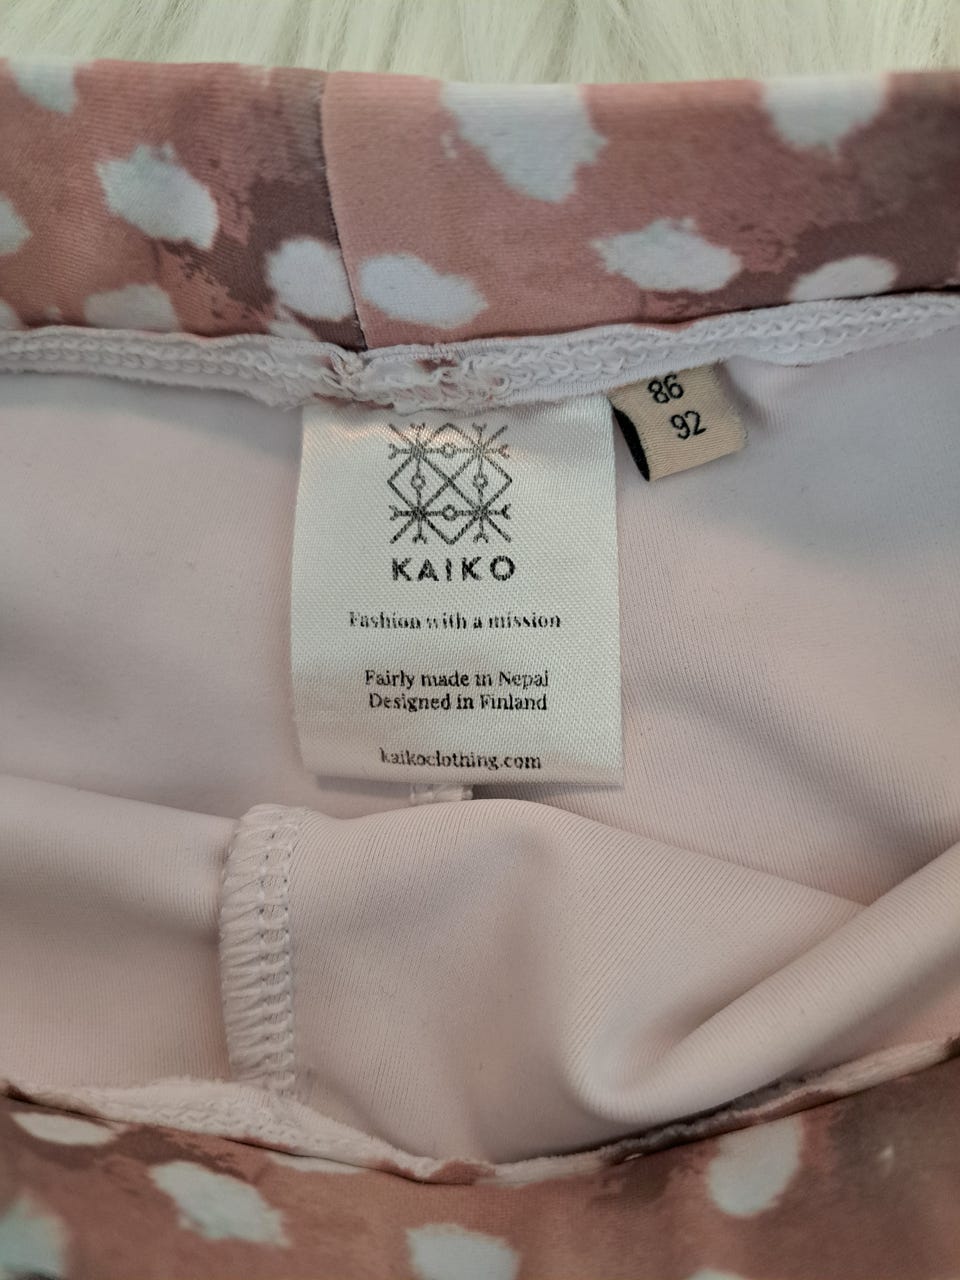 86
92
KAIKO
Fashion with a mission
Fairly made in Nepal
Designed in Finland
kaikoclothing.com